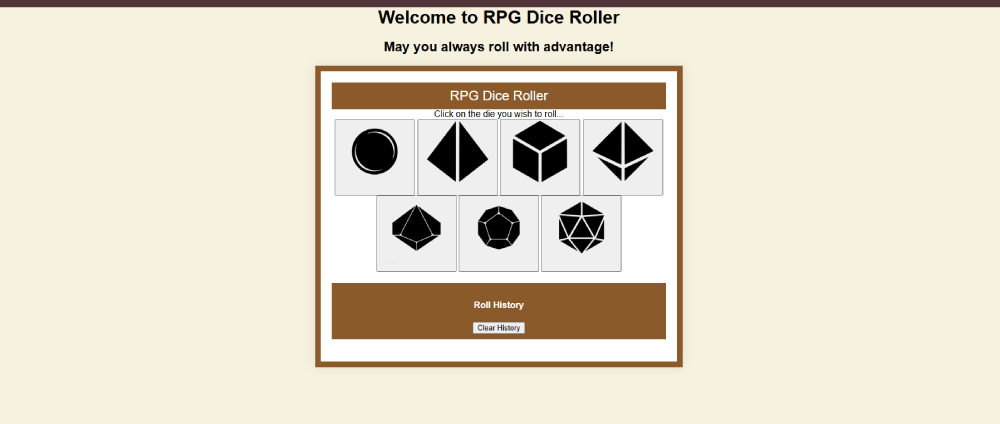 Welcome to RPG Dice Roller
May you always roll with advantage!
RPG Dice Roller
Click on the die you wish to roll...
Roll History
Clear History